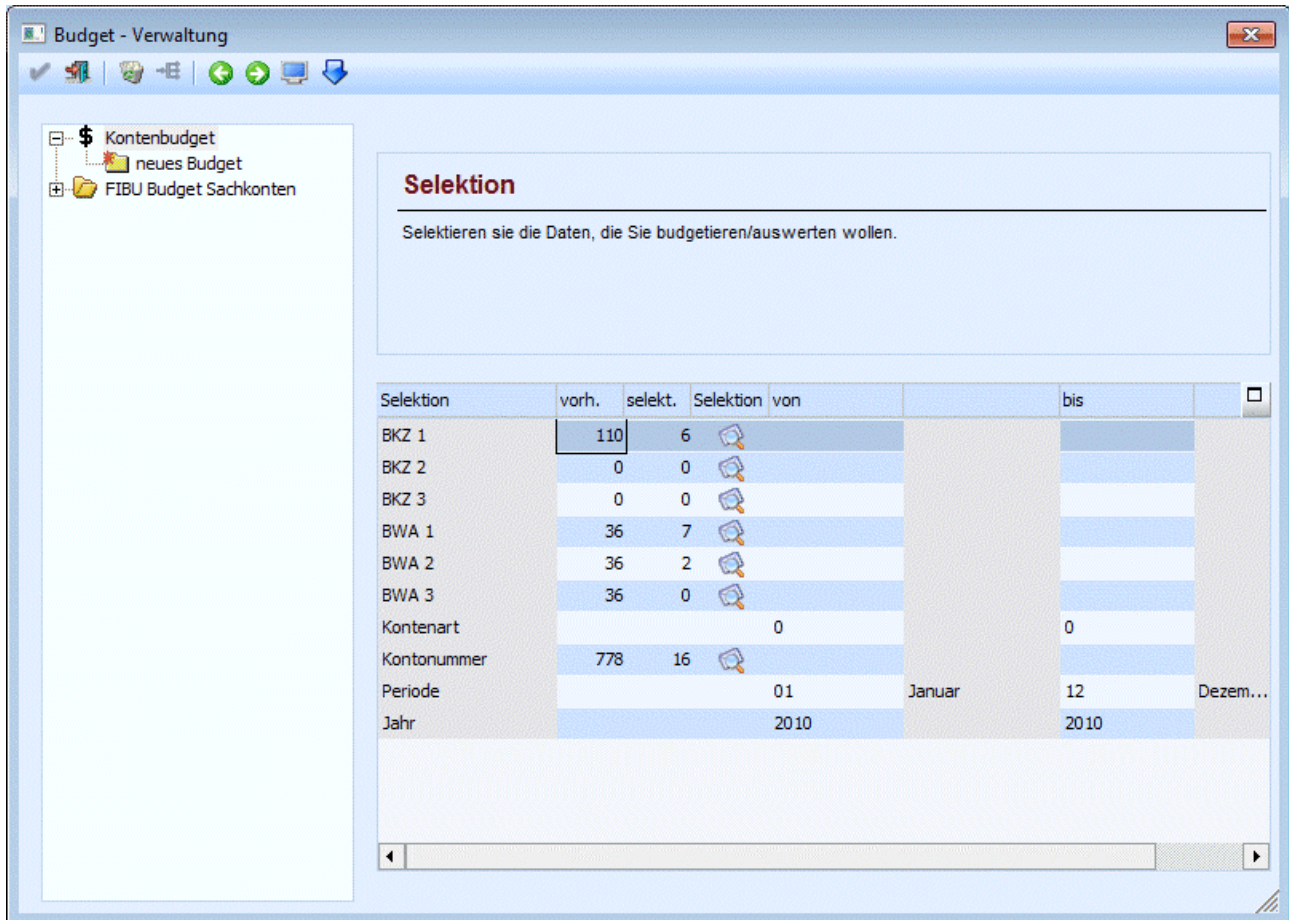 Budget - Verwaltung
Kontenbudget
neues Budget
FIBU Budget Sachkonten
Selektion
Selektieren sie die Daten, die Sie budgetieren/auswerten wollen.
Selektion vorh. selekt. Selektion von bis
BKZ 1 110 6
BKZ 2 0 0
BKZ 3 0 0
BWA 1 36 7
BWA 2 36 2
BWA 3 36 0
Kontenart 0 0
Kontonummer 778 16
Periode 01 Januar 12 Dezem...
Jahr 2010 2010